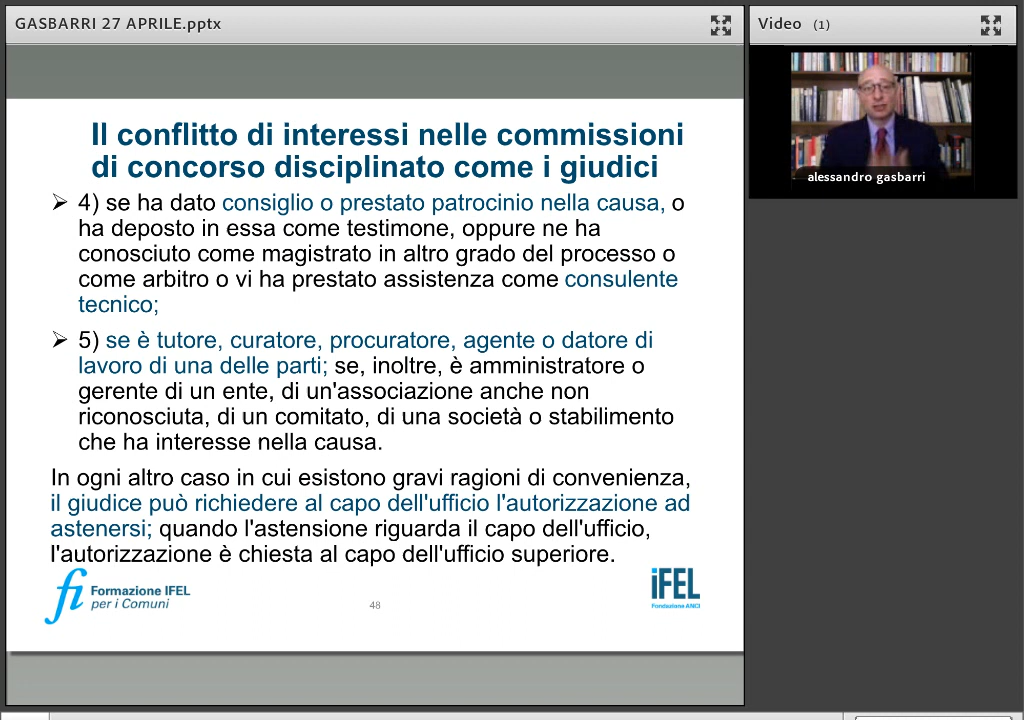 GASBARRI 27 APRILE.pptx
Video (1)
alessandro gasbarri
Il conflitto di interessi nelle commissioni
di concorso disciplinato come i giudici
4) se ha dato consiglio o prestato patrocinio nella causa, o
ha deposto in essa come testimone, oppure ne ha
conosciuto come magistrato in altro grado del processo o
come arbitro o vi ha prestato assistenza come consulente
tecnico;
5) se è tutore, curatore, procuratore, agente o datore di
lavoro di una delle parti; se, inoltre, è amministratore o
gerente di un ente, di un'associazione anche non
riconosciuta, di un comitato, di una società o stabilimento
che ha interesse nella causa.
In ogni altro caso in cui esistono gravi ragioni di convenienza,
il giudice può richiedere al capo dell'ufficio l'autorizzazione ad
astenersi; quando l'astensione riguarda il capo dell'ufficio,
l'autorizzazione è chiesta al capo dell'ufficio superiore.
fi Formazione IFEL
per i Comuni
48
iFEL
Fondazione ANCI